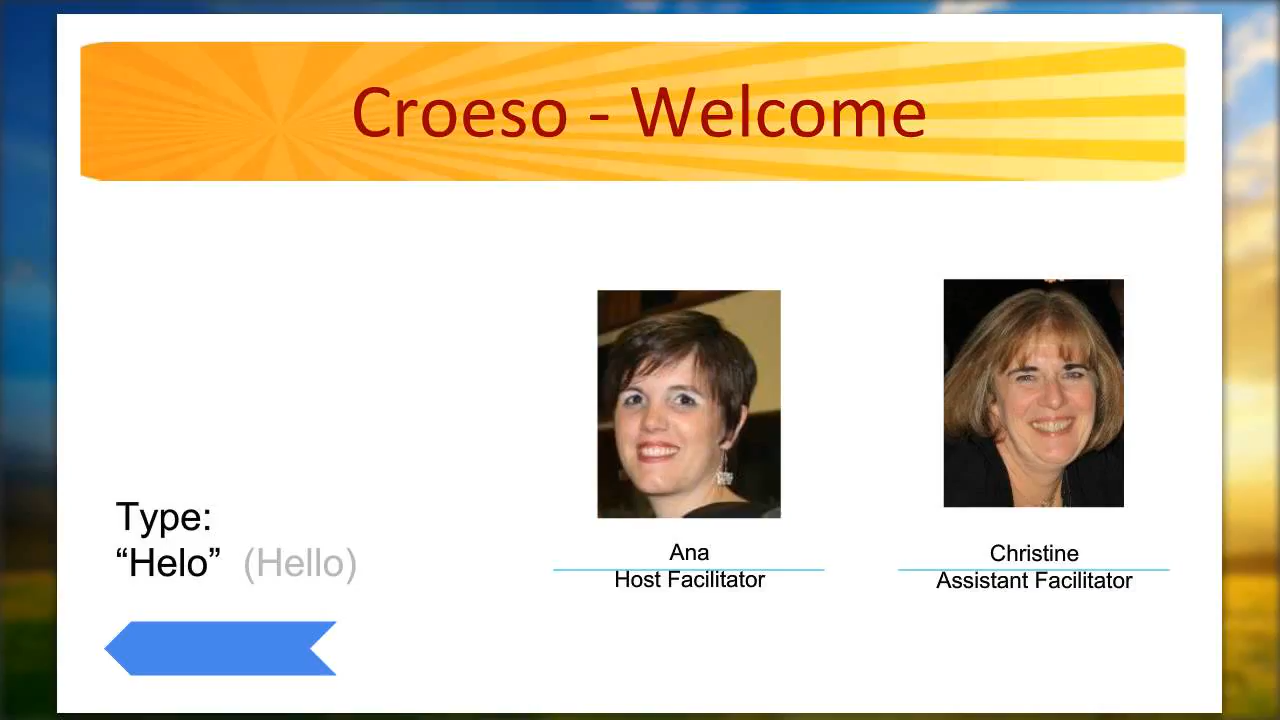 Croeso - Welcome
Type:
“Helo” (Hello)
Ana
Host Facilitator
Christine
Assistant Facilitator